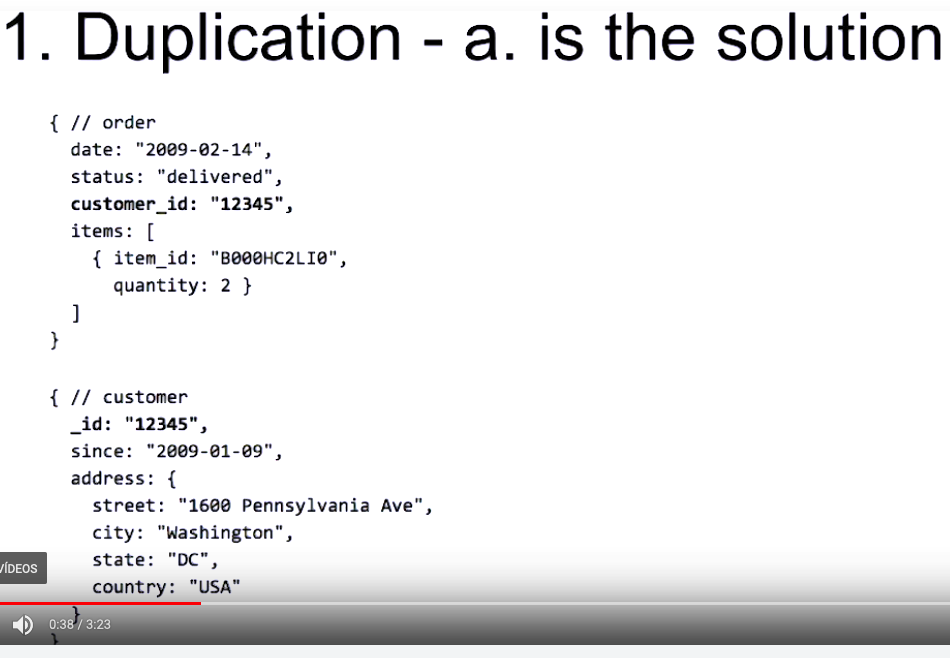 1. Duplication - a. is the solution
{ // order
date: "2009-02-14",
status: "delivered",
customer_id: "12345",
items: [
{ item_id: "B000HC2LI0",
quantity: 2 }
]
}
{ // customer
_id: "12345",
since: "2009-01-09",
address: {
street: "1600 Pennsylvania Ave",
city: "Washington",
state: "DC",
VÍDEOS
country: "USA"
}
0:38 / 3:23
}